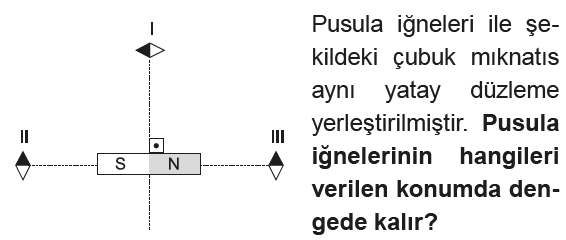 I
II
III
S
N
Pusula iğneleri ile şe-
kildeki çubuk mıknatıs
aynı yatay düzleme
yerleştirilmiştir. Pusula
iğnelerinin hangileri
verilen konumda den-
gede kalır?